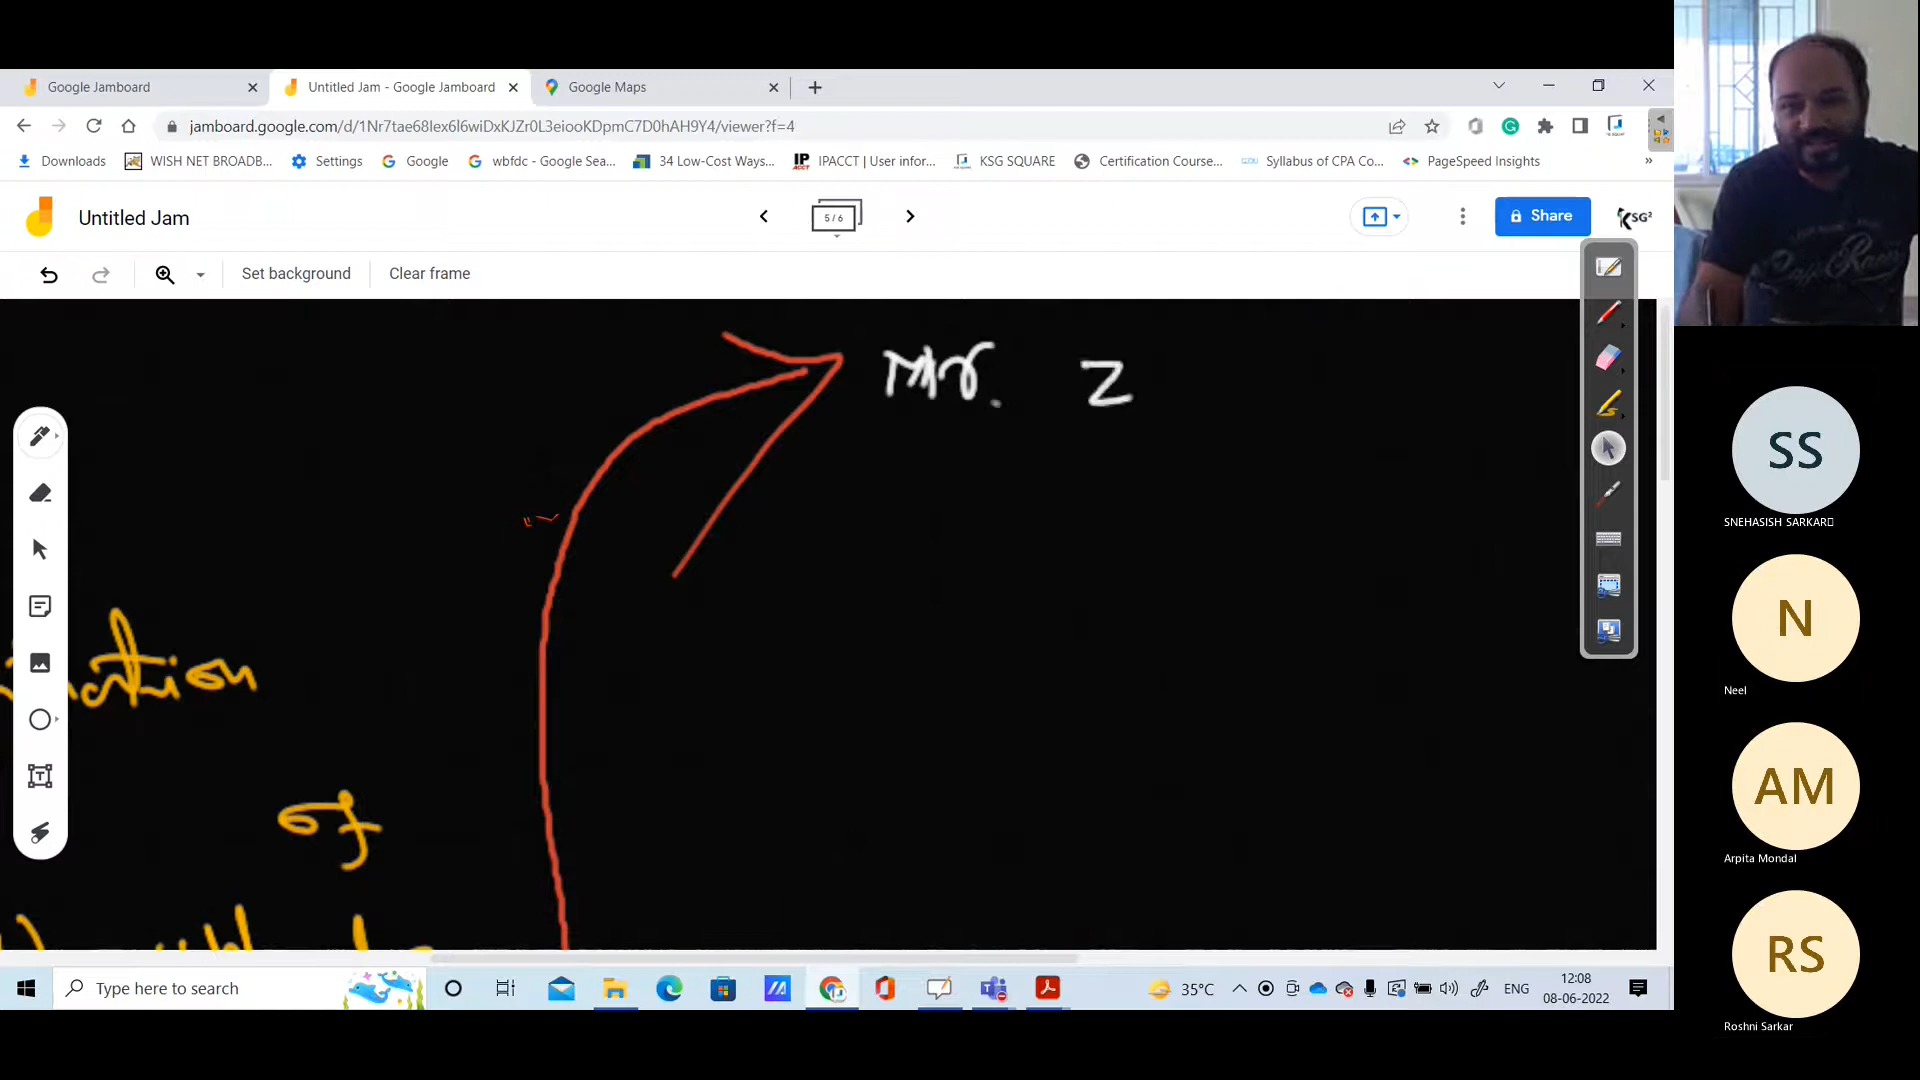 Google Jamboard
Untitled Jam - Google Jamboard
Google Maps
jamboard.google.com/d/1Nr7tae68Iex6l6wiDxKJZr0L3eiooKDpmC7D0hAH9Y4/viewer?f=4
Downloads
WISH NET BROADB...
Settings
Google
wbfdc - Google Sea...
34 Low-Cost Ways...
IPACCT | User infor...
KSG SQUARE
Certification Course...
Syllabus of CPA Co...
PageSpeed Insights
»
Untitled Jam
5 / 6
Share
KSG²
Set background
Clear frame
Mr. Z
of
Type here to search
35°C
ENG
12:08
08-06-2022
SS
SNEHASISH SARKAR
N
Neel
AM
Arpita Mondal
RS
Roshni Sarkar